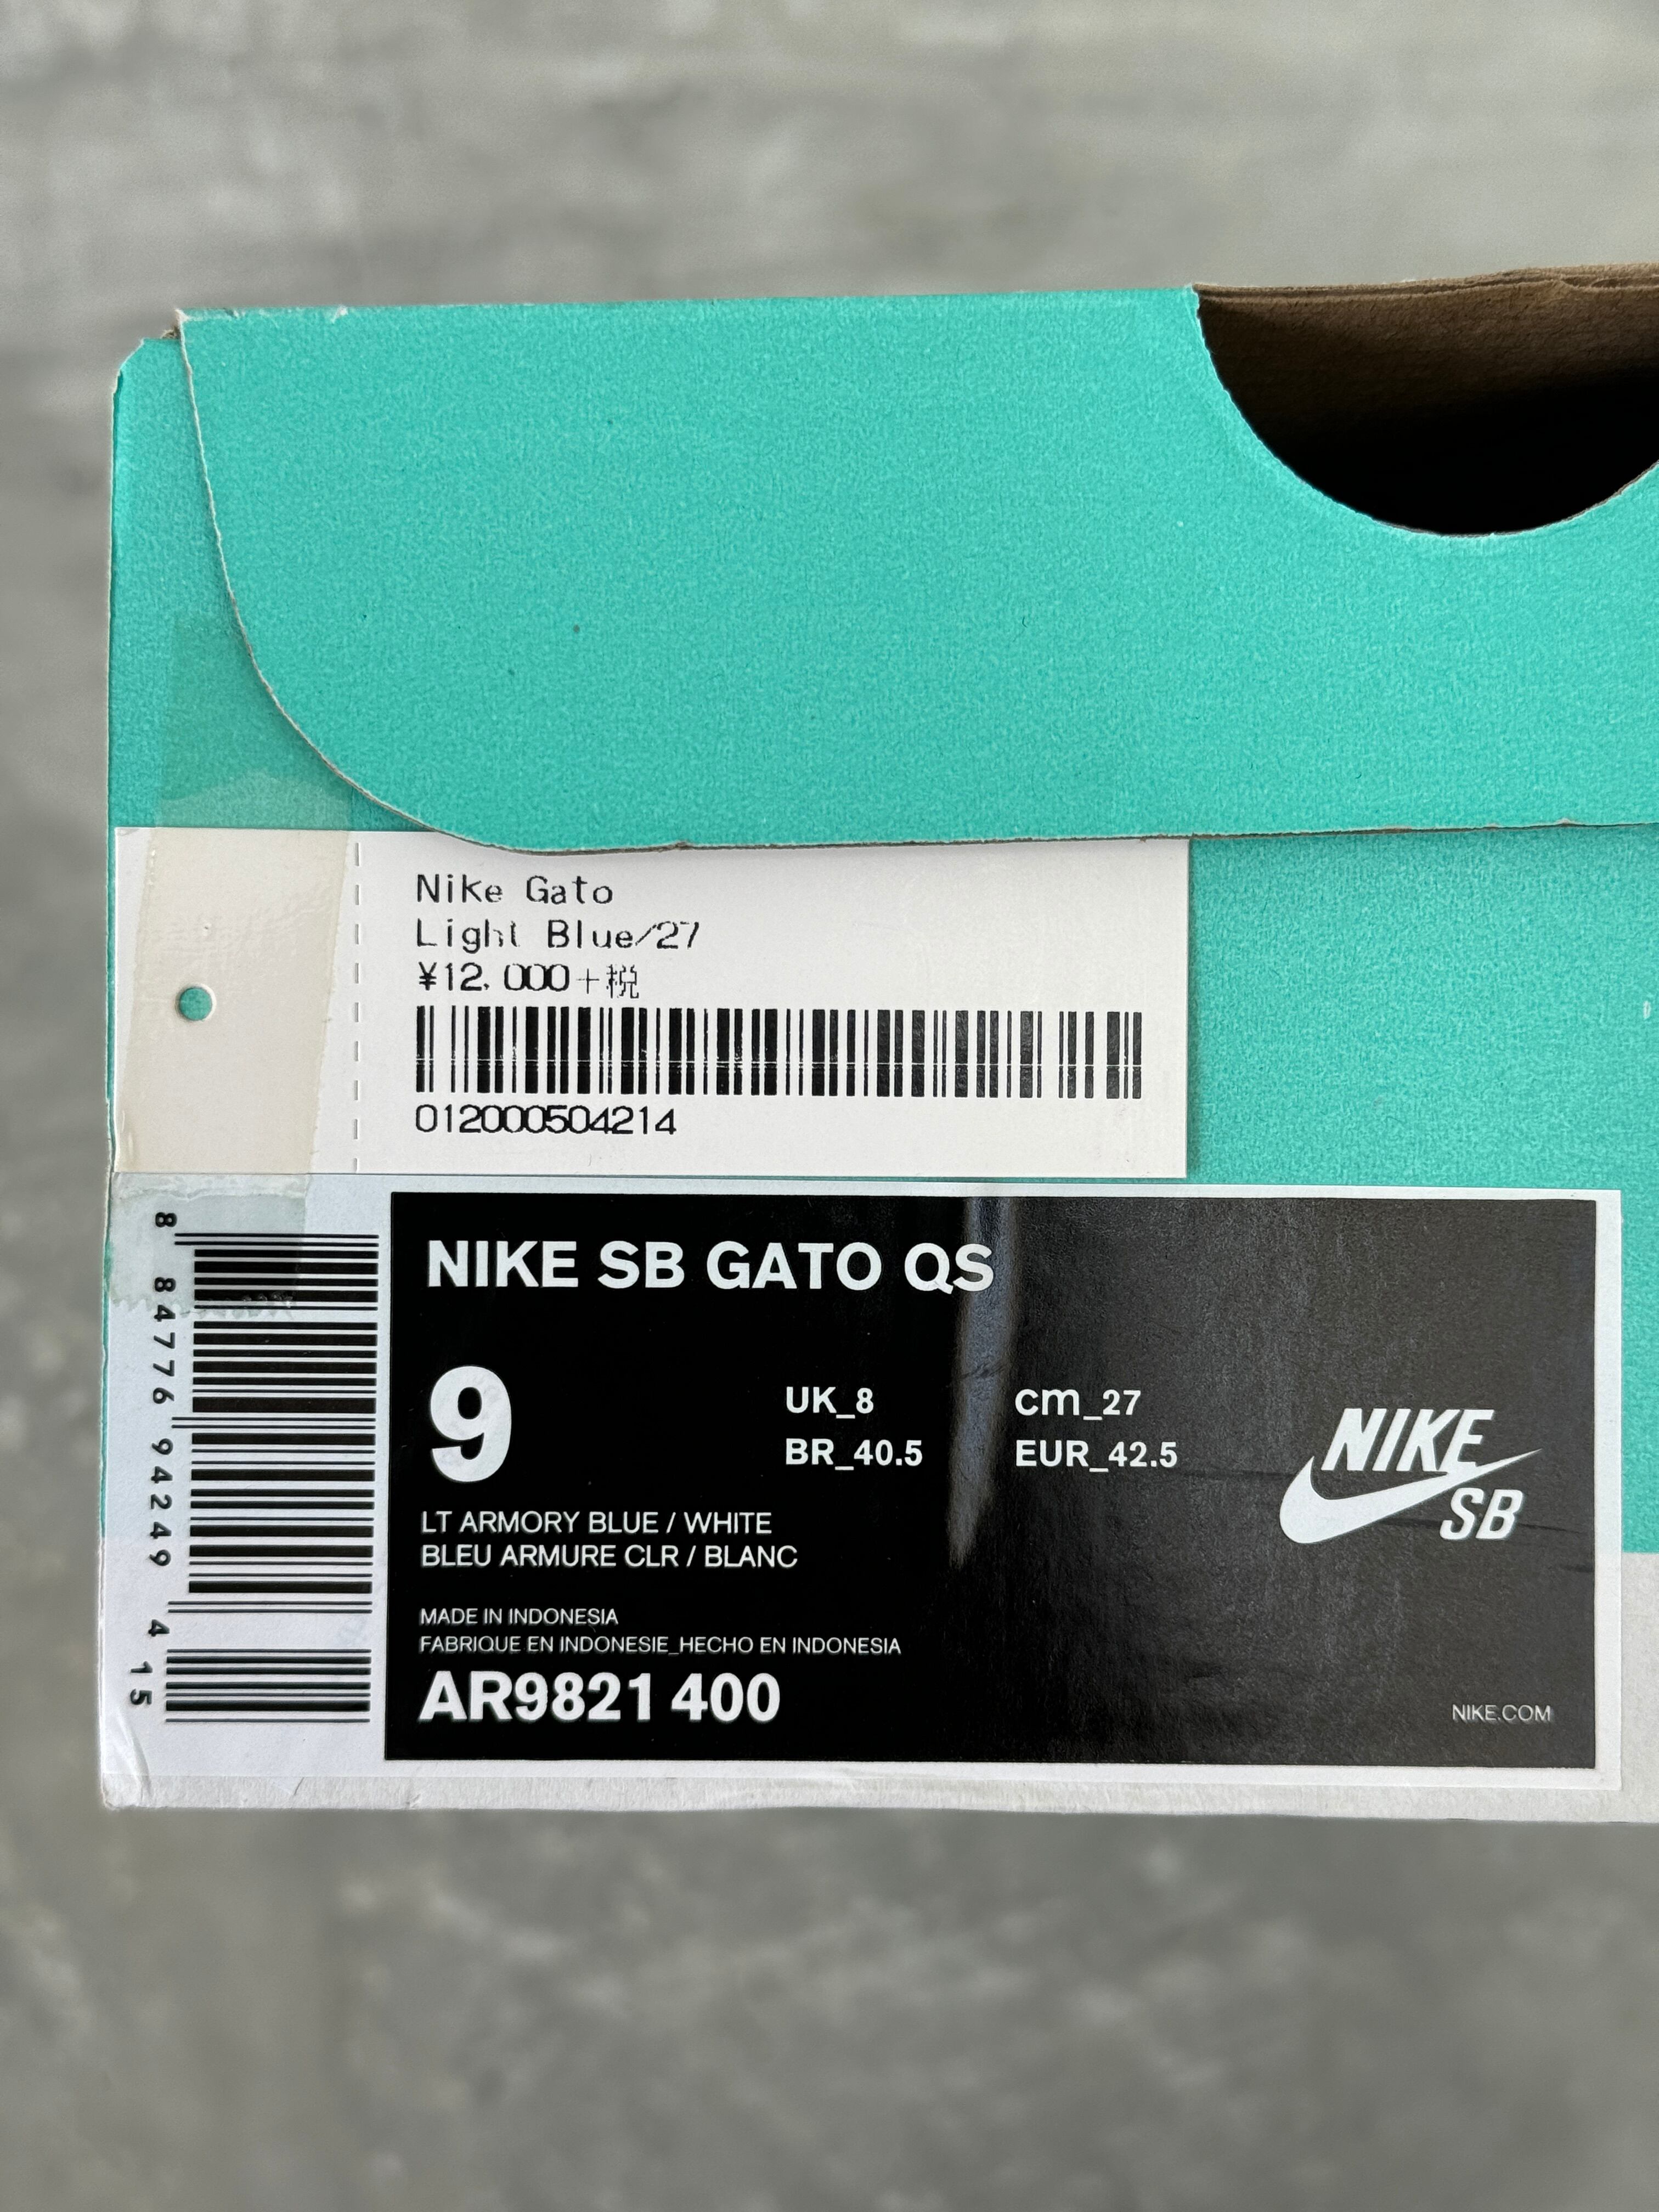 Nike Gato
Light Blue/27
¥12,000+税
012000504214
8 84776 94249 4 15
NIKE SB GATO QS
9
UK_8 cm_27
BR_40.5 EUR_42.5
NIKE
SB
LT ARMORY BLUE / WHITE
BLEU ARMURE CLR / BLANC
MADE IN INDONESIA
FABRIQUE EN INDONESIE_HECHO EN INDONESIA
AR9821 400
NIKE.COM